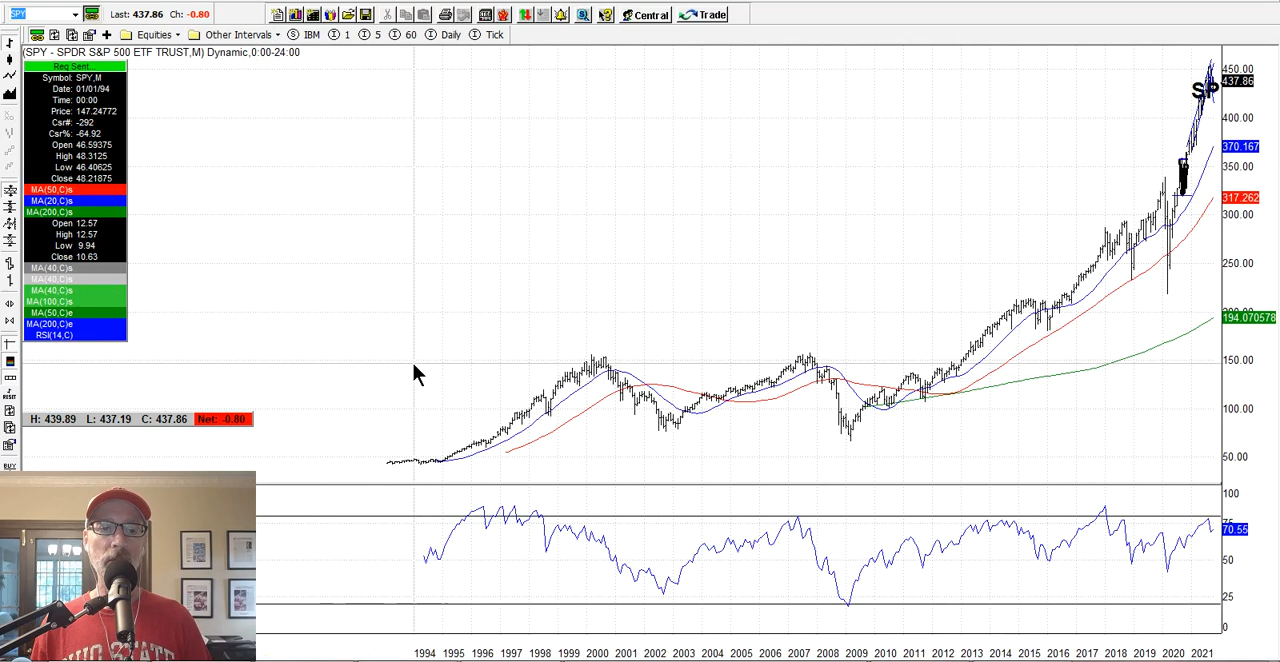 SPY Last: 437.86 Ch: -0.80 Central Trade
Equities Other Intervals S IBM I 1 I 5 I 60 I Daily I Tick
(SPY - SPDR S&P 500 ETF TRUST,M) Dynamic,0:00-24:00
Req Sent...
Symbol: SPY,M
Date: 01/01/94
Time: 00:00
Price: 147.24772
Csr#: -292
Csr%: -64.92
Open 46.59375
High 48.3125
Low 46.40625
Close 48.21875
MA(50,C)s
MA(20,C)s
MA(200,C)s
Open 12.57
High 12.57
Low 9.94
Close 10.63
MA(40,C)s
MA(40,C)s
MA(40,C)s
MA(100,C)s
MA(50,C)e
MA(200,C)e
RSI(14,C)
H: 439.89 L: 437.19 C: 437.86 Net: -0.80
RESET
BUY
SP
450.00
437.86
400.00
370.167
350.00
317.262
300.00
250.00
194.070578
150.00
100.00
50.00
100
70.55
50
25
0
1994 1995 1996 1997 1998 1999 2000 2001 2002 2003 2004 2005 2006 2007 2008 2009 2010 2011 2012 2013 2014 2015 2016 2017 2018 2019 2020 2021